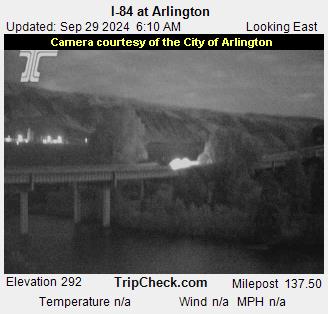 I-84 at Arlington
Updated: Sep 29 2024 6:10 AM Looking East
Camera courtesy of the City of Arlington
Elevation 292 TripCheck.com Milepost 137.50
Temperature n/a Wind n/a MPH n/a